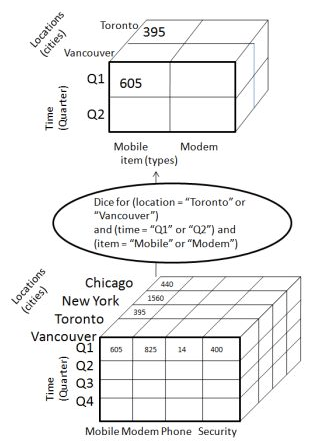 Locations
(cities)
Toronto 395
Vancouver
Q1 605
Q2
Time
(Quarter)
Mobile Modem
item (types)
Dice for (location = "Toronto" or
"Vancouver")
and (time = "Q1" or "Q2") and
(item = "Mobile" or "Modem")
Locations
(cities)
Chicago 440
New York 1560
Toronto 395
Vancouver
Q1 605 825 14 400
Q2
Q3
Q4
Time
(Quarter)
Mobile Modem Phone Security